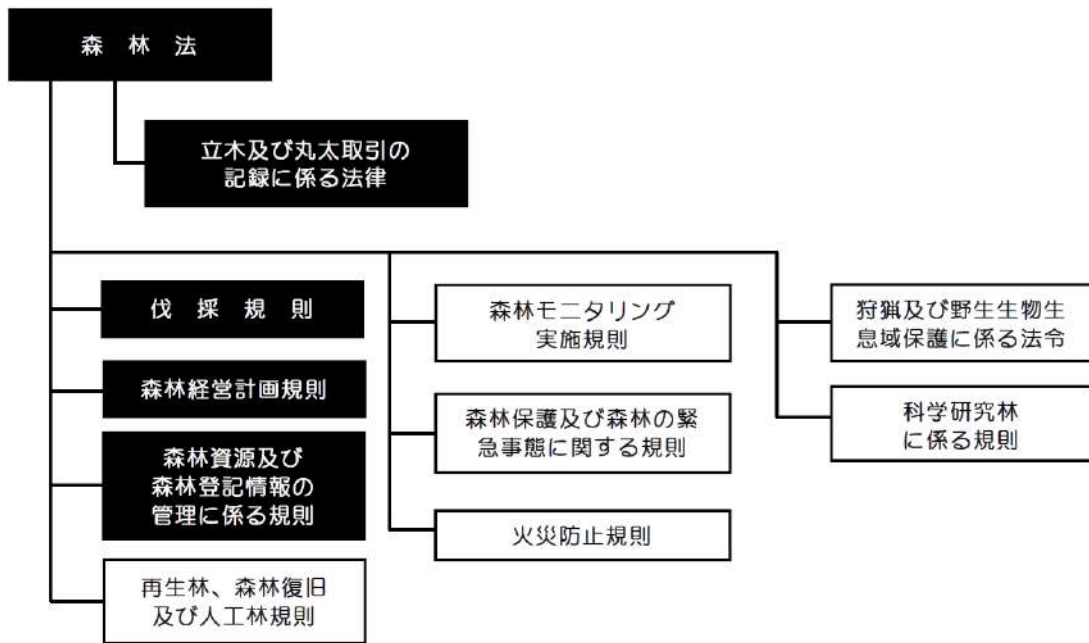 森林法
立木及び丸太取引の
記録に係る法律
伐採規則
森林経営計画規則
森林資源及び
森林登記情報の
管理に係る規則
再生林、森林復旧
及び人工林規則
森林モニタリング
実施規則
森林保護及び森林の緊
急事態に関する規則
火災防止規則
狩猟及び野生生物生
息域保護に係る法令
科学研究林
に係る規則